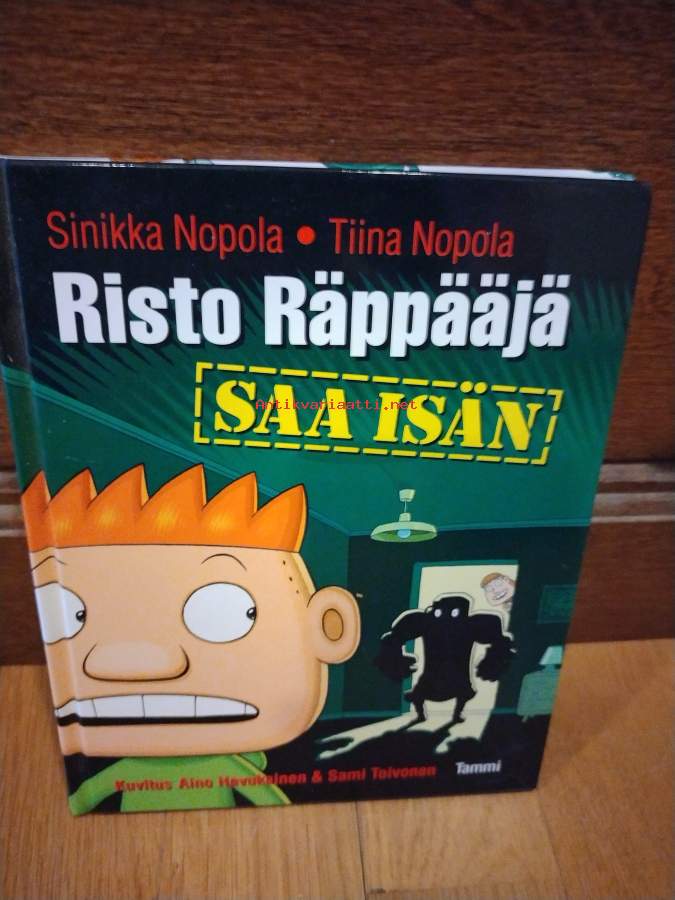 Sinikka Nopola • Tiina Nopola
Risto Räppääjä
SAA ISÄN
Antikvariaatti.net
Kuvitus Aino Havukainen & Sami Toivonen
Tammi